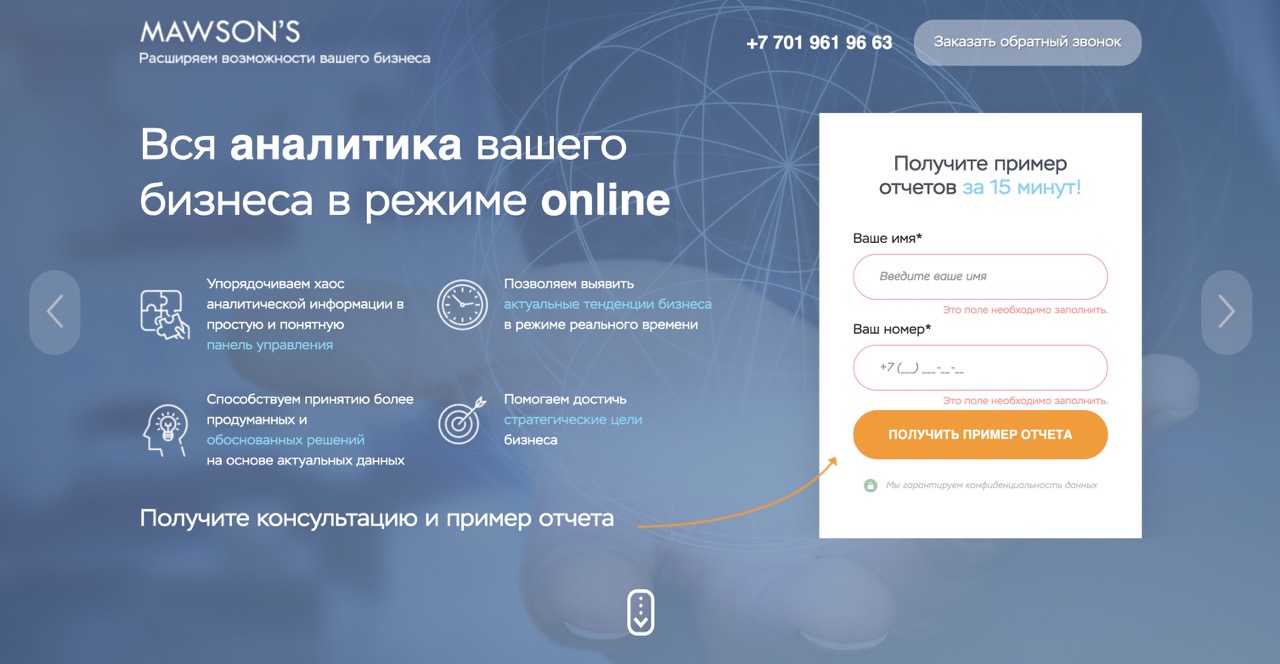 MAWSON'S
Расширяем возможности вашего бизнеса
+7 701 961 96 63
Заказать обратный звонок
Вся аналитика вашего
бизнеса в режиме online
Упорядочиваем хаос
аналитической информации в
простую и понятную
панель управления
Позволяем выявить
актуальные тенденции бизнеса
в режиме реального времени
Способствуем принятию более
продуманных и
обоснованных решений
на основе актуальных данных
Помогаем достичь
стратегические цели
бизнеса
Получите консультацию и пример отчета
Получите пример
отчетов за 15 минут!
Ваше имя*
Введите ваше имя
Это поле необходимо заполнить.
Ваш номер*
+7 (___) ___-__-__
Это поле необходимо заполнить.
ПОЛУЧИТЬ ПРИМЕР ОТЧЕТА
Мы гарантируем конфиденциальность данных